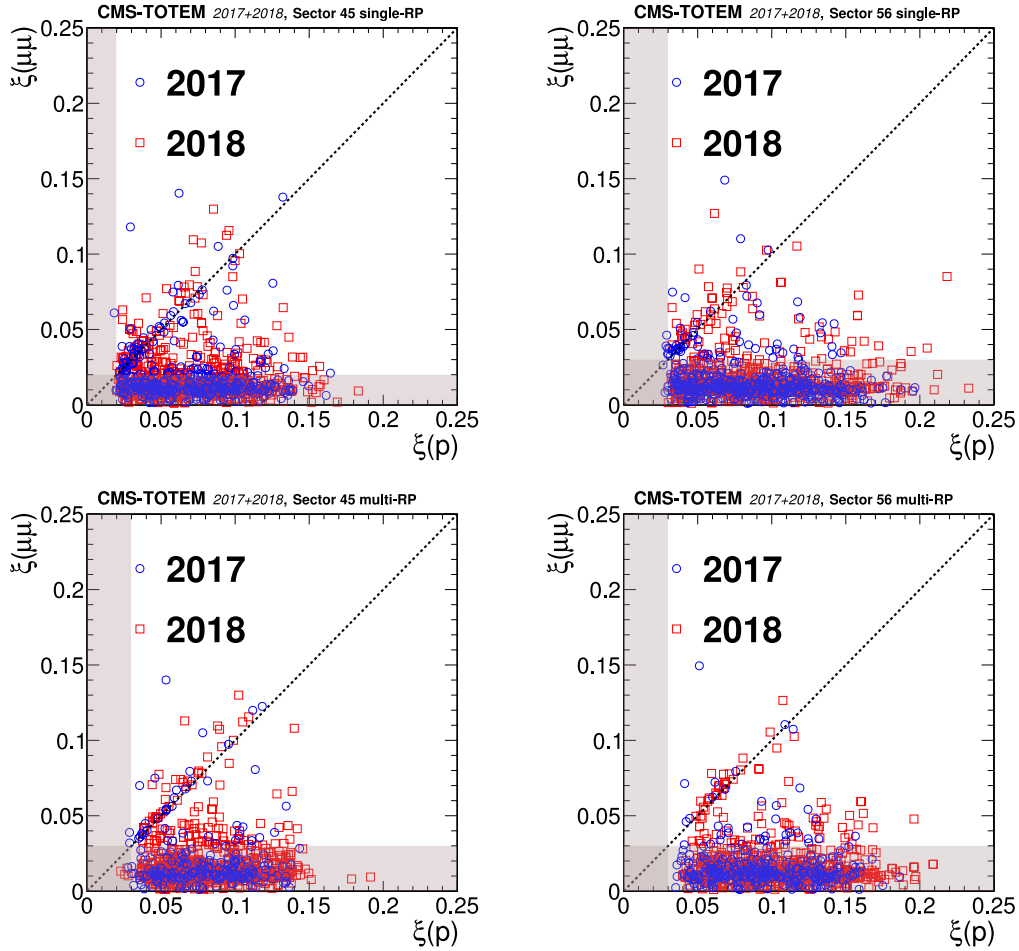 CMS-TOTEM 2017+2018, Sector 45 single-RP
ξ(μμ)
0.25
0.2
0.15
0.1
0.05
0
2017
2018
0 0.05 0.1 0.15 0.2 0.25
ξ(p)
CMS-TOTEM 2017+2018, Sector 56 single-RP
ξ(μμ)
0.25
0.2
0.15
0.1
0.05
0
2017
2018
0 0.05 0.1 0.15 0.2 0.25
ξ(p)
CMS-TOTEM 2017+2018, Sector 45 multi-RP
ξ(μμ)
0.25
0.2
0.15
0.1
0.05
0
2017
2018
0 0.05 0.1 0.15 0.2 0.25
ξ(p)
CMS-TOTEM 2017+2018, Sector 56 multi-RP
ξ(μμ)
0.25
0.2
0.15
0.1
0.05
0
2017
2018
0 0.05 0.1 0.15 0.2 0.25
ξ(p)